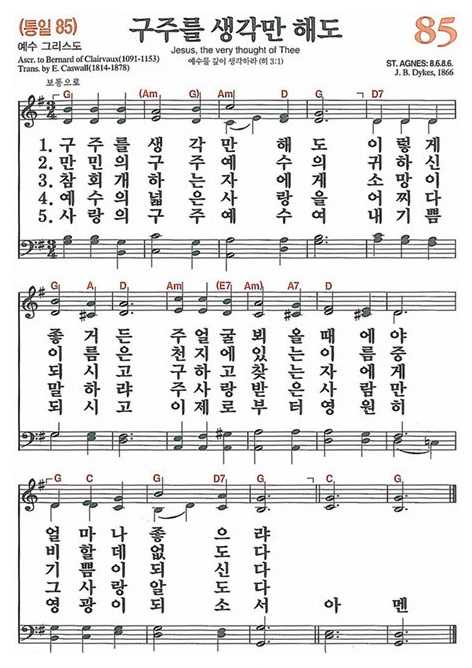 (통일 85)
구주를 생각만 해도
85
예수 그리스도
Jesus, the very thought of Thee
Ascr. to Bernard of Clairvaux(1091-1153)
예수를 깊이 생각하라 (히 3:1)
ST. AGNES: 8.6.8.6.
Trans. by E. Caswall(1814-1878)
J. B. Dykes, 1866
보통으로
G (Am) G) Am D G D7
1. 구주를 생각만 해도 이렇게
2. 만민의 구주 예수의 귀하신
3. 참회개하는 자에게 소망이
4. 예수의 넓은 사랑을 어찌다
5. 사랑의 구주 예수여 내기쁨
G A D Am G (E7 Am) A7 D
좋거든 주얼굴 뵈올 때에야
이름은 천지에 있는 이름중
되시고 구하고 찾는 자에게
말하랴 주사랑 받은 사람만
되시고 이제로부터 영원히
G C G Am D7 G C G
얼마나 좋으랴
비할데 없도다
기쁨이 되신다
그사랑 알도다
영광이 되소서 아멘